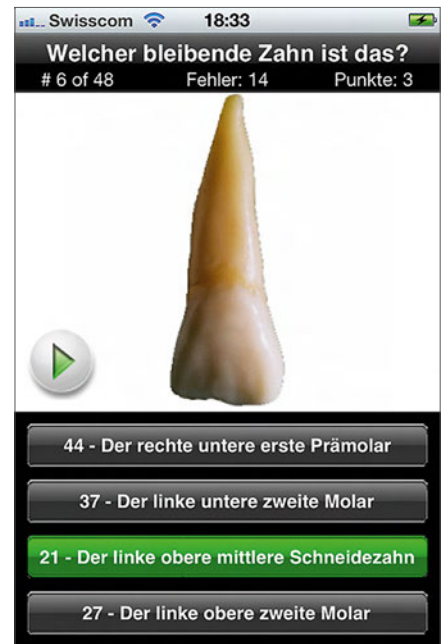 Swisscom 18:33
Welcher bleibende Zahn ist das?
# 6 of 48 Fehler: 14 Punkte: 3
44 - Der rechte untere erste Prämolar
37 - Der linke untere zweite Molar
21 - Der linke obere mittlere Schneidezahn
27 - Der linke obere zweite Molar